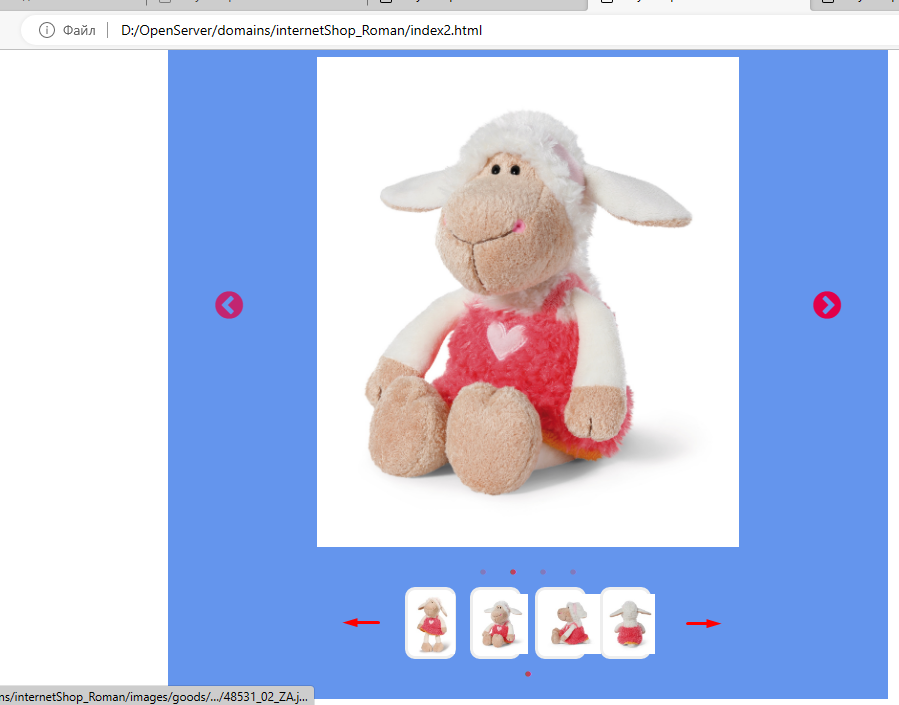 Файл
D:/OpenServer/domains/internetShop_Roman/index2.html
ns/internetShop_Roman/images/goods/.../48531_02_ZA.j...